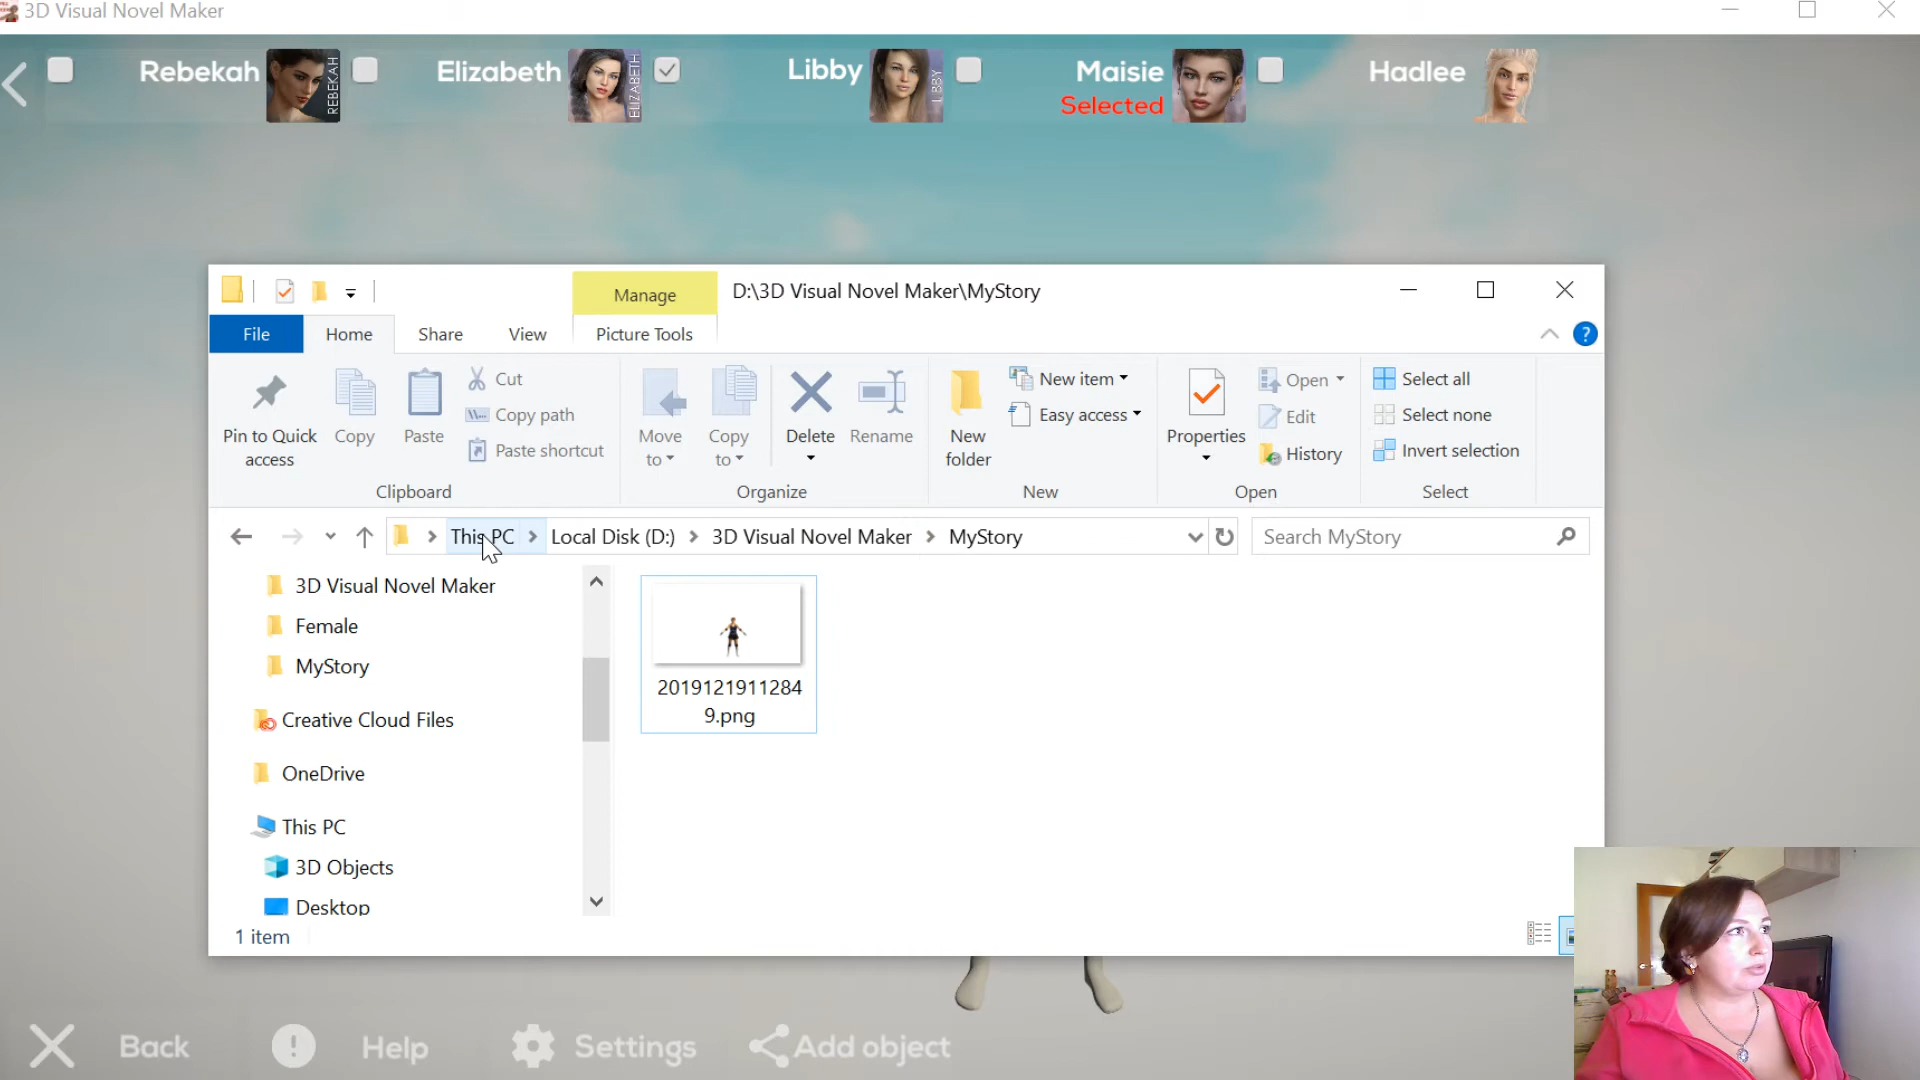 3D Visual Novel Maker
Rebekah
REBEKAH
Elizabeth
ELIZABETH
Libby
LIBBY
Maisie
Selected
Hadlee
Manage
D:\3D Visual Novel Maker\MyStory
File
Home
Share
View
Picture Tools
?
Pin to Quick
access
Copy
Paste
Cut
Copy path
Paste shortcut
Clipboard
Move
to
Copy
to
Delete
Rename
Organize
New
folder
New item
Easy access
New
Properties
Open
Edit
History
Open
Select all
Select none
Invert selection
Select
This PC
Local Disk (D:)
3D Visual Novel Maker
MyStory
Search MyStory
3D Visual Novel Maker
Female
MyStory
Creative Cloud Files
OneDrive
This PC
3D Objects
Desktop
2019121911284
9.png
1 item
Back
Help
Settings
Add object